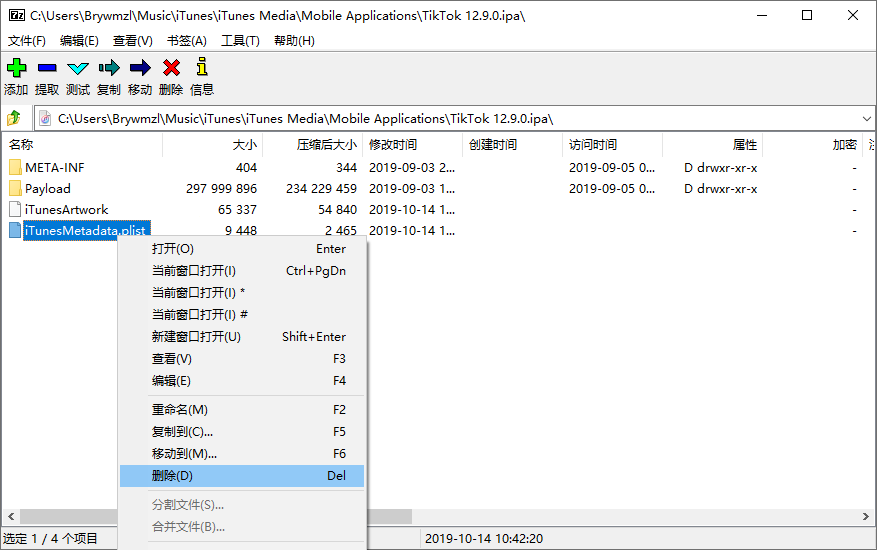 7z C:\Users\Brywmzl\Music\iTunes\iTunes Media\Mobile Applications\TikTok 12.9.0.ipa\
文件(F) 编辑(E) 查看(V) 书签(A) 工具(T) 帮助(H)
添加 提取 测试 复制 移动 删除 信息
C:\Users\Brywmzl\Music\iTunes\iTunes Media\Mobile Applications\TikTok 12.9.0.ipa\
名称 大小 压缩后大小 修改时间 创建时间 访问时间 属性 加密
META-INF 404 344 2019-09-03 2... 2019-09-05 0... D drwxr-xr-x -
Payload 297 999 896 234 229 459 2019-09-03 1... 2019-09-05 0... D drwxr-xr-x -
iTunesArtwork 65 337 54 840 2019-10-14 1... -
iTunesMetadata.plist 9 448 2 465 2019-10-14 1... -
打开(O) Enter
当前窗口打开(I) Ctrl+PgDn
当前窗口打开(I) *
当前窗口打开(I) #
新建窗口打开(U) Shift+Enter
查看(V) F3
编辑(E) F4
重命名(M) F2
复制到(C)... F5
移动到(M)... F6
删除(D) Del
分割文件(S)...
合并文件(B)...
选定 1 / 4 个项目 2019-10-14 10:42:20